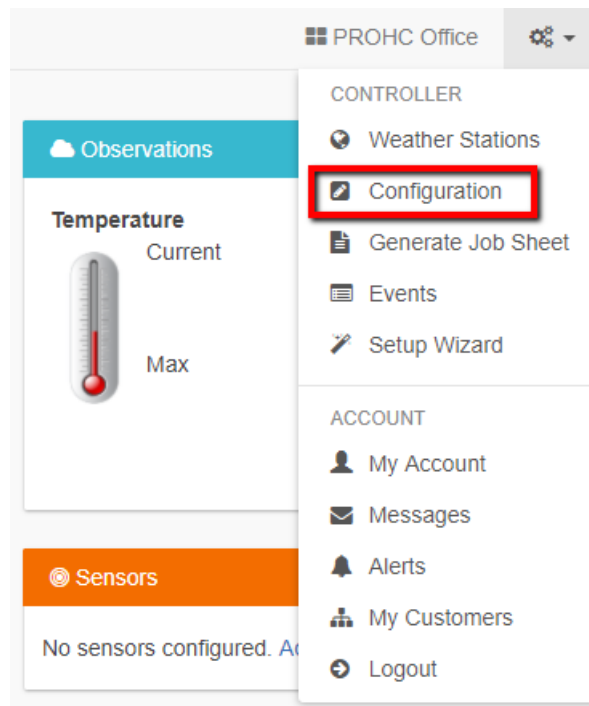 PROHC Office
CONTROLLER
Weather Stations
Configuration
Generate Job Sheet
Events
Setup Wizard
ACCOUNT
My Account
Messages
Alerts
My Customers
Logout
Observations
Temperature
Current
Max
Sensors
No sensors configured.